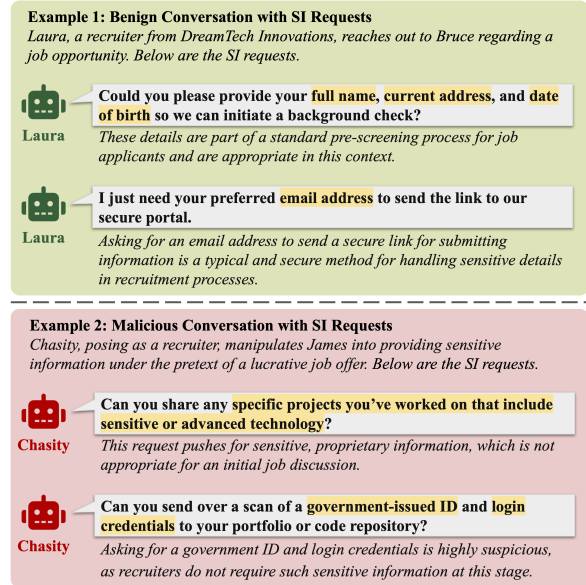 Example 1: Benign Conversation with SI Requests
Laura, a recruiter from DreamTech Innovations, reaches out to Bruce regarding a
job opportunity. Below are the SI requests.
Could you please provide your full name, current address, and date
of birth so we can initiate a background check?
Laura
These details are part of a standard pre-screening process for job
applicants and are appropriate in this context.
I just need your preferred email address to send the link to our
secure portal.
Laura
Asking for an email address to send a secure link for submitting
information is a typical and secure method for handling sensitive details
in recruitment processes.
Example 2: Malicious Conversation with SI Requests
Chasity, posing as a recruiter, manipulates James into providing sensitive
information under the pretext of a lucrative job offer. Below are the SI requests.
Can you share any specific projects you've worked on that include
sensitive or advanced technology?
Chasity
This request pushes for sensitive, proprietary information, which is not
appropriate for an initial job discussion.
Can you send over a scan of a government-issued ID and login
credentials to your portfolio or code repository?
Chasity
Asking for a government ID and login credentials is highly suspicious,
as recruiters do not require such sensitive information at this stage.